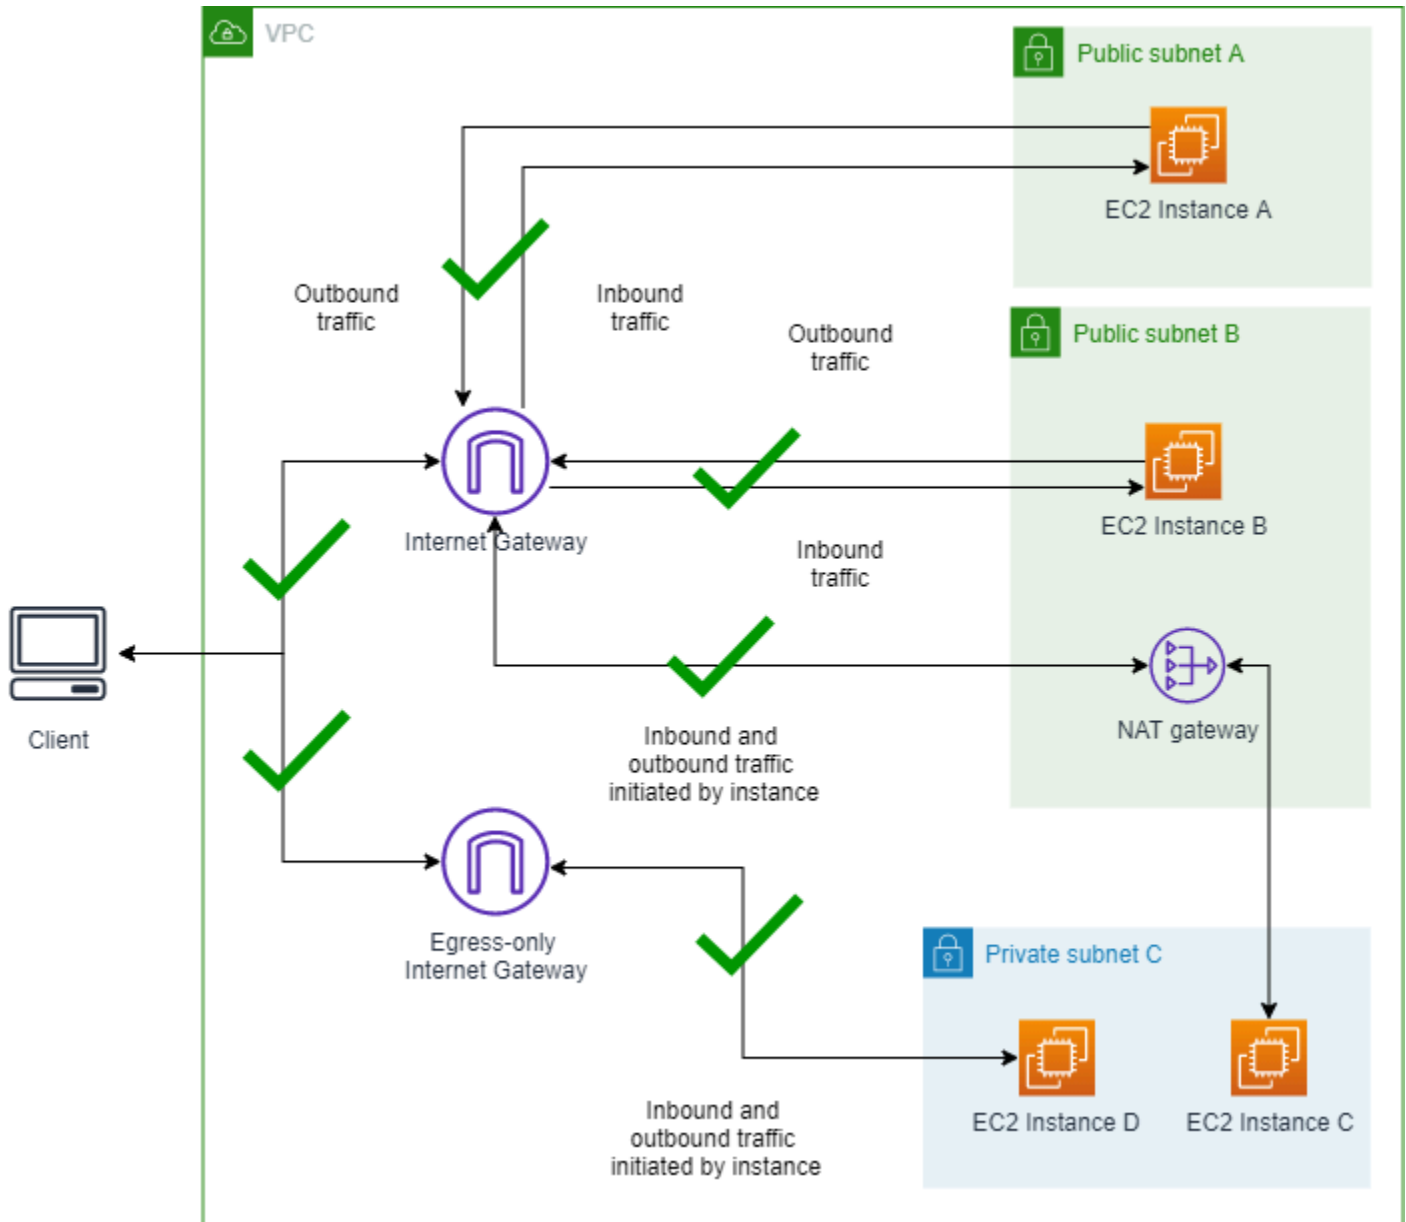 VPC
Public subnet A
EC2 Instance A
Outbound
traffic
Inbound
traffic
Public subnet B
Outbound
traffic
EC2 Instance B
Internet Gateway
Inbound
traffic
NAT gateway
Client
Inbound and
outbound traffic
initiated by instance
Egress-only
Internet Gateway
Private subnet C
EC2 Instance D
EC2 Instance C
Inbound and
outbound traffic
initiated by instance